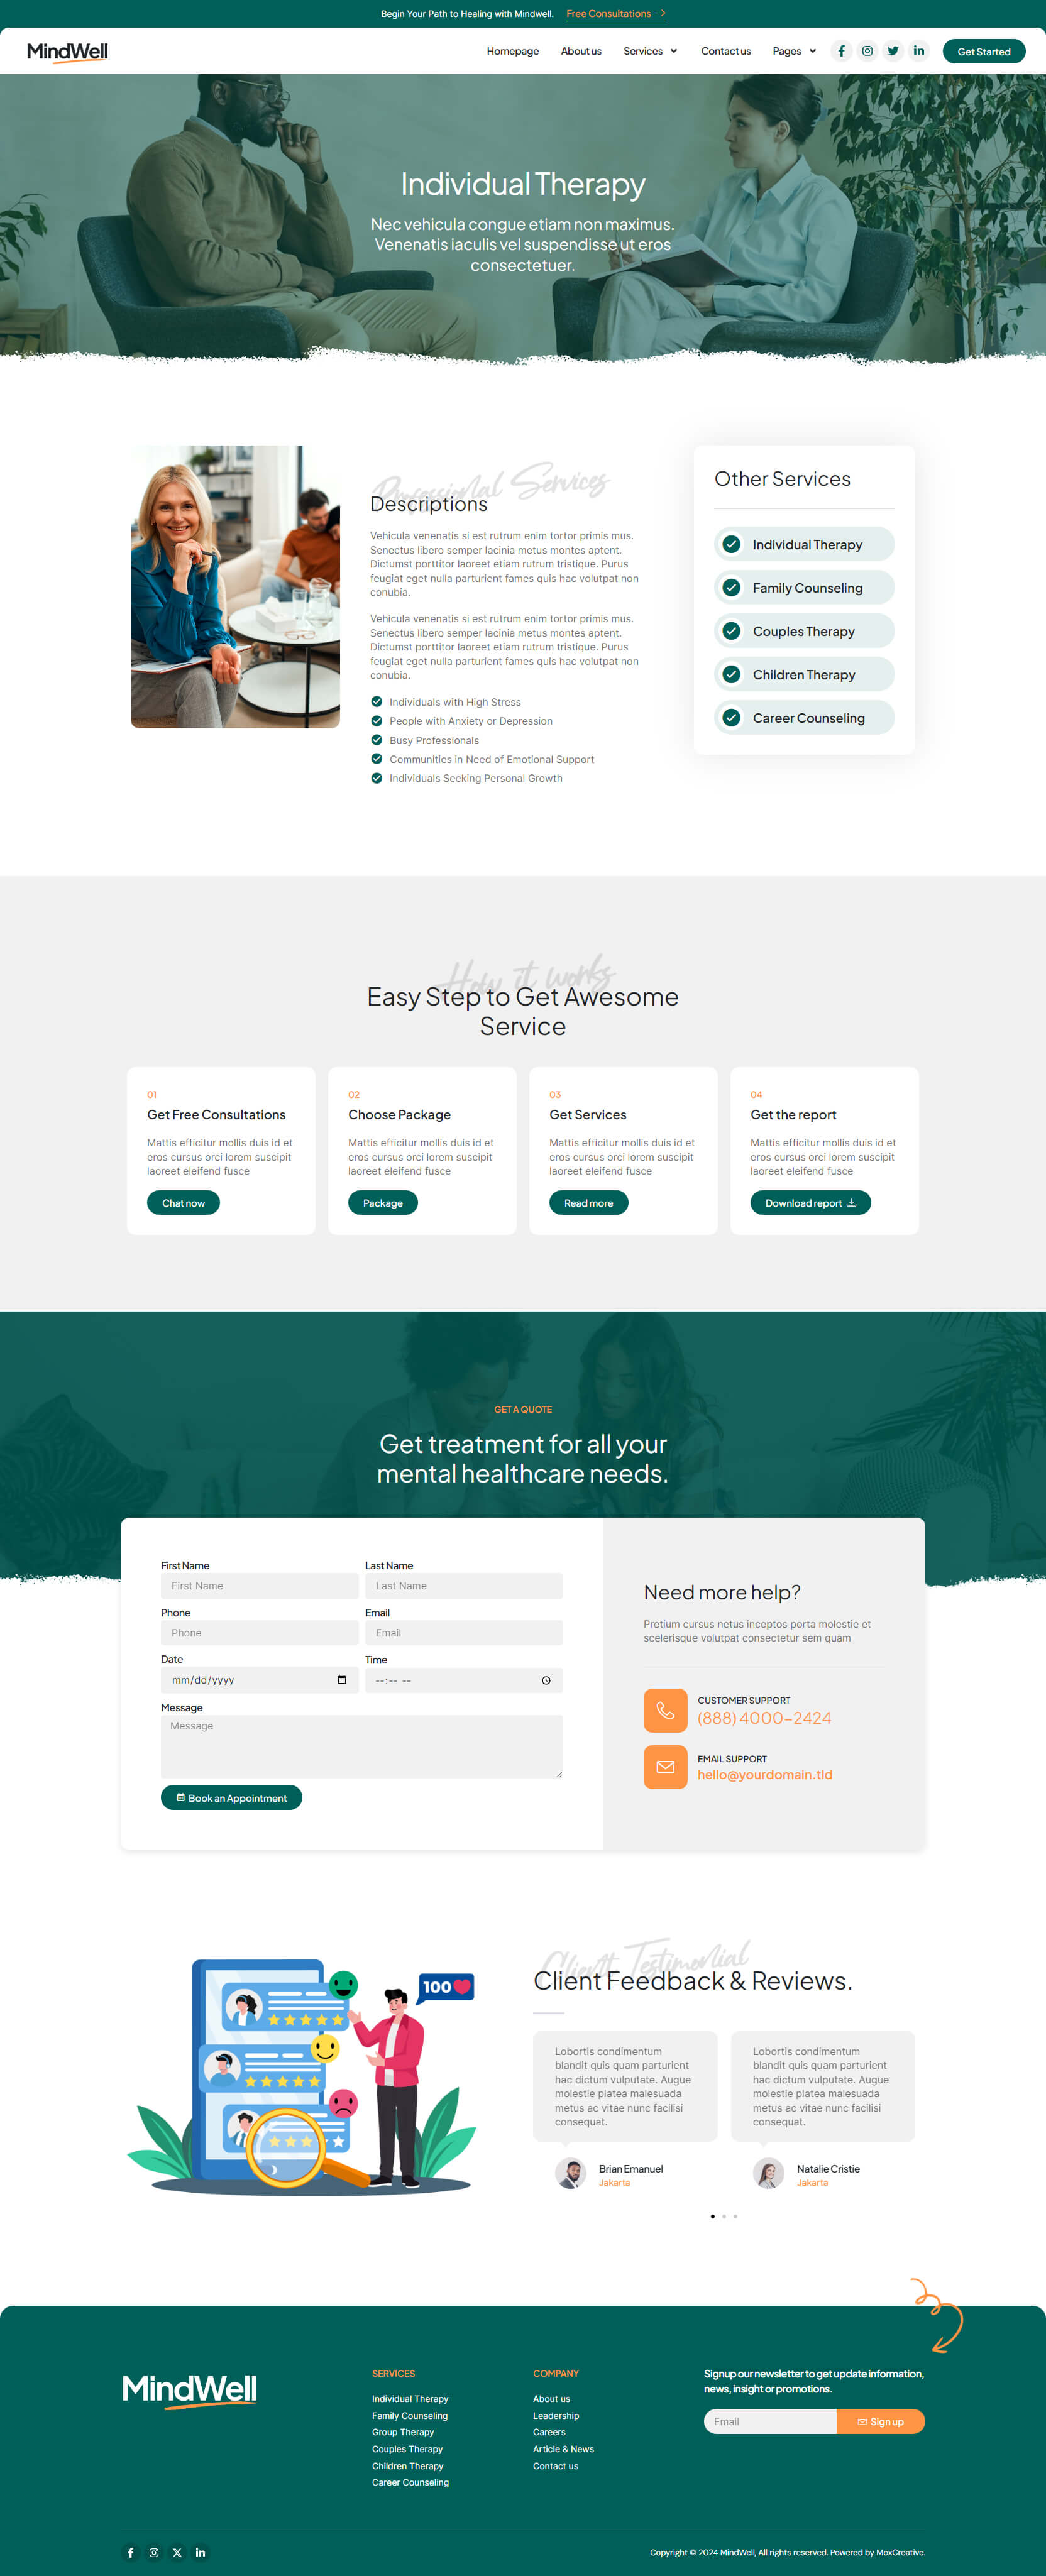 Begin Your Path to Healing with Mindwell. Free Consultations
MindWell
Homepage About us Services Contact us Pages Get Started
Individual Therapy
Nec vehicula congue etiam non maximus.
Venenatis iaculis vel suspendisse ut eros
consectetuer.
Professional Services
Descriptions
Vehicula venenatis si est rutrum enim tortor primis mus.
Senectus libero semper lacinia metus montes aptent.
Dictumst porttitor laoreet etiam rutrum tristique. Purus
feugiat eget nulla parturient fames quis hac volutpat non
conubia.
Vehicula venenatis si est rutrum enim tortor primis mus.
Senectus libero semper lacinia metus montes aptent.
Dictumst porttitor laoreet etiam rutrum tristique. Purus
feugiat eget nulla parturient fames quis hac volutpat non
conubia.
Individuals with High Stress
People with Anxiety or Depression
Busy Professionals
Communities in Need of Emotional Support
Individuals Seeking Personal Growth
Other Services
Individual Therapy
Family Counseling
Couples Therapy
Children Therapy
Career Counseling
How it works
Easy Step to Get Awesome
Service
01
Get Free Consultations
Mattis efficitur mollis duis id et
eros cursus orci lorem suscipit
laoreet eleifend fusce
Chat now
02
Choose Package
Mattis efficitur mollis duis id et
eros cursus orci lorem suscipit
laoreet eleifend fusce
Package
03
Get Services
Mattis efficitur mollis duis id et
eros cursus orci lorem suscipit
laoreet eleifend fusce
Read more
04
Get the report
Mattis efficitur mollis duis id et
eros cursus orci lorem suscipit
laoreet eleifend fusce
Download report
GET A QUOTE
Get treatment for all your
mental healthcare needs.
First Name Last Name
First Name Last Name
Phone Email
Phone Email
Date Time
mm/dd/yyyy --:-- --
Message
Message
Book an Appointment
Need more help?
Pretium cursus netus inceptos porta molestie et
scelerisque volutpat consectetur sem quam
CUSTOMER SUPPORT
(888) 4000-2424
EMAIL SUPPORT
hello@yourdomain.tld
100
Client Testimonial
Client Feedback & Reviews.
Lobortis condimentum
blandit quis quam parturient
hac dictum vulputate. Augue
molestie platea malesuada
metus ac vitae nunc facilisi
consequat.
Brian Emanuel
Jakarta
Lobortis condimentum
blandit quis quam parturient
hac dictum vulputate. Augue
molestie platea malesuada
metus ac vitae nunc facilisi
consequat.
Natalie Cristie
Jakarta
MindWell
SERVICES
Individual Therapy
Family Counseling
Group Therapy
Couples Therapy
Children Therapy
Career Counseling
COMPANY
About us
Leadership
Careers
Article & News
Contact us
Signup our newsletter to get update information,
news, insight or promotions.
Email Sign up
Copyright © 2024 MindWell, All rights reserved. Powered by MoxCreative.